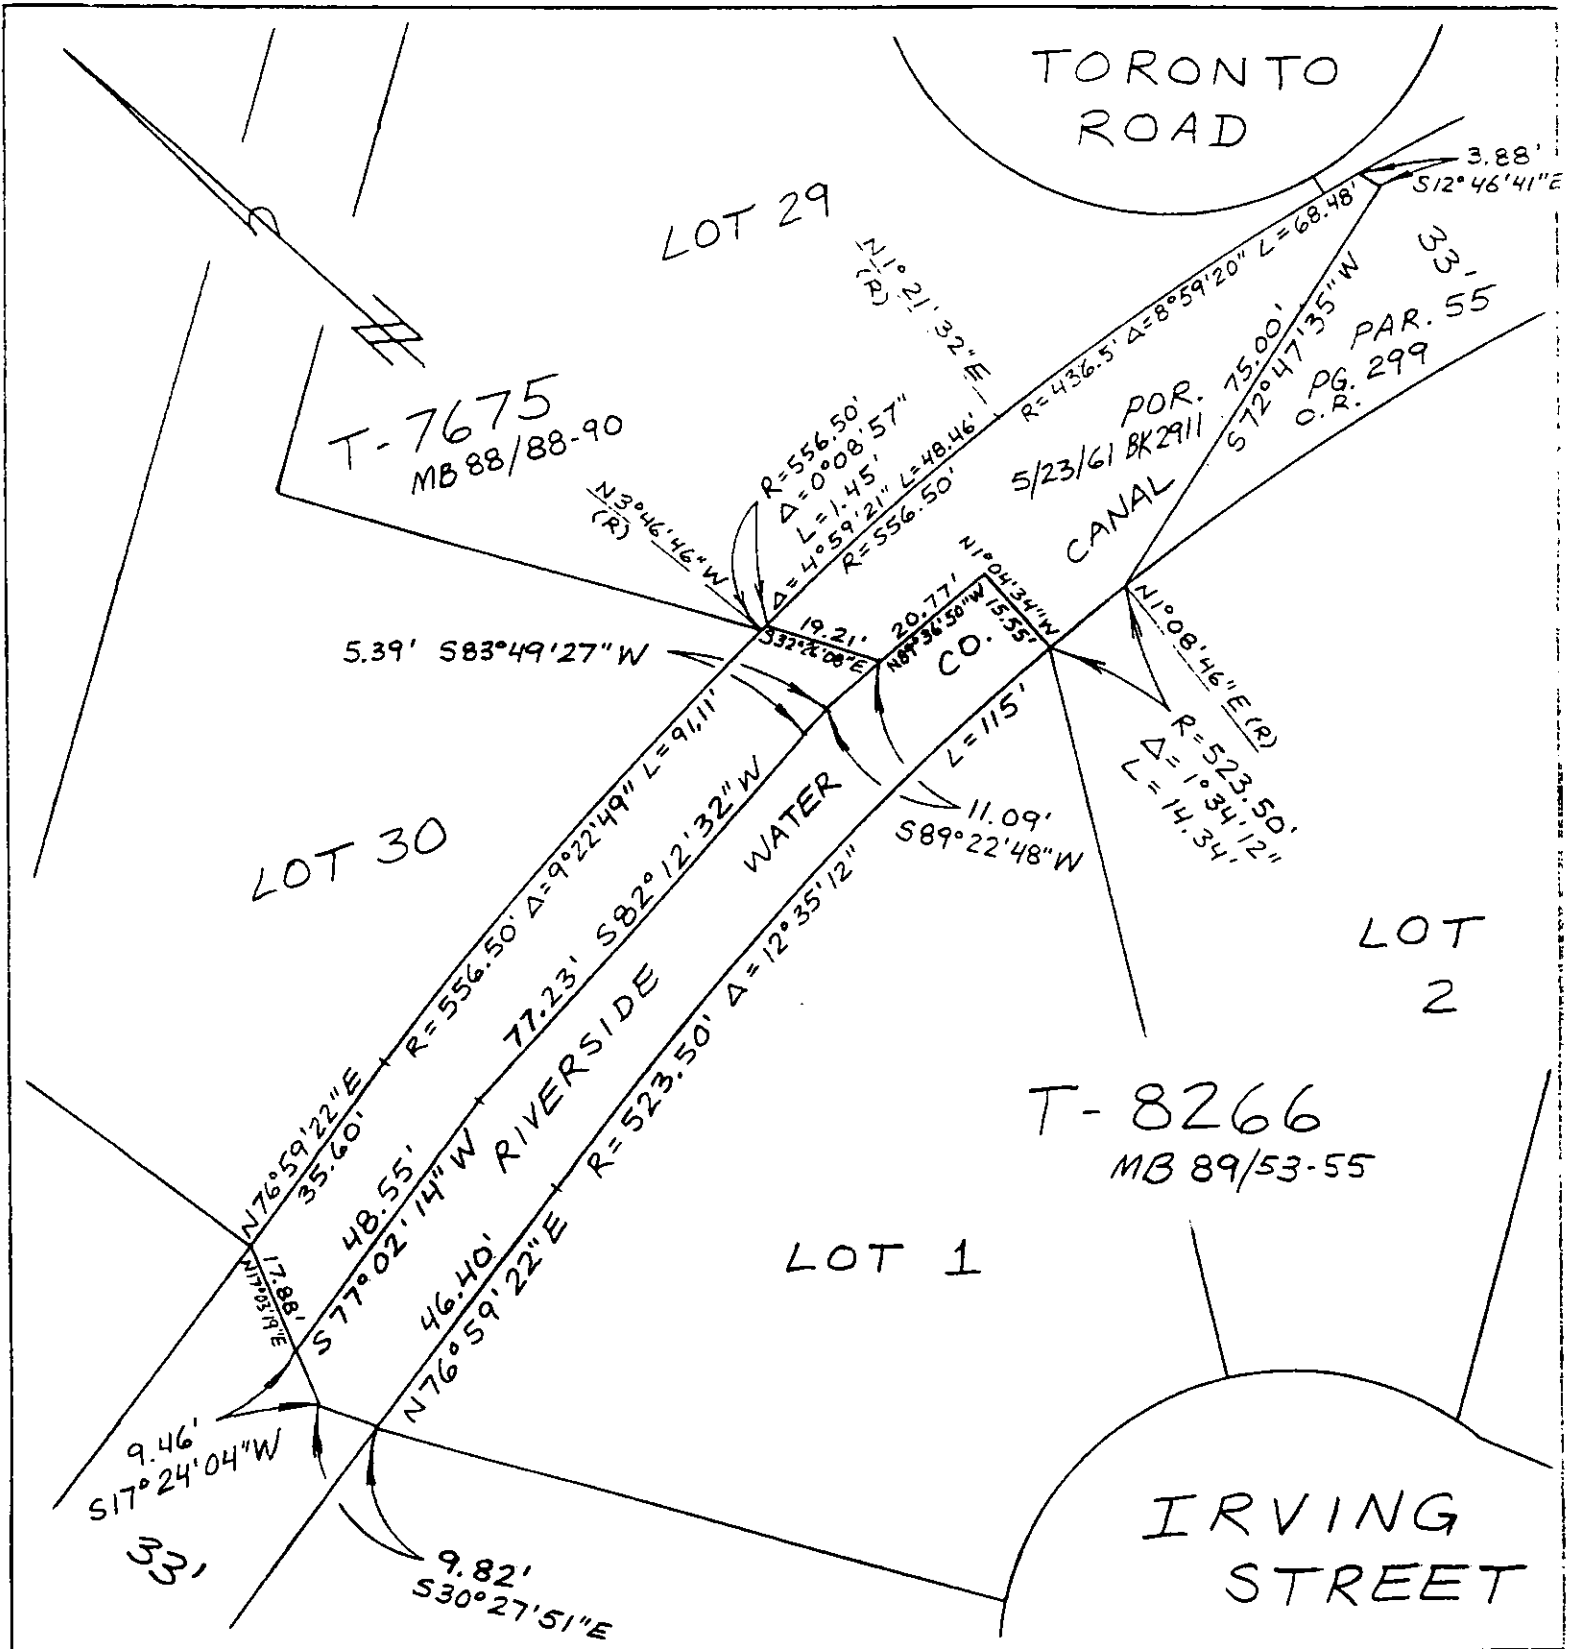 TORONTO
ROAD
3.88'
S12°46'41"E
LOT 29
N1°21'32"E
(R)
R=436.5' Δ=8°59'20" L=68.48'
33'
75.00'
S72°47'35"W
POR. PAR. 55
5/23/61 BK2911 PG. 299
O.R.
T-7675
MB 88/88-90
R=556.50'
Δ=0°08'57"
L=1.45'
Δ=4°59'21" L=48.46'
R=556.50'
N3°46'46"W
(R)
CANAL
N1°04'34"W
15.55'
20.77'
N89°36'50"W
19.21'
S32°26'08"E
CO.
5.39' S83°49'27"W
N1°08'46"E (R)
R=523.50'
Δ=1°34'12"
L=14.34'
L=115'
11.09'
S89°22'48"W
WATER
LOT 30
R=556.50' Δ=9°22'49" L=91.11'
77.23' S82°12'32"W
RIVERSIDE
R=523.50' Δ=12°35'12"
LOT
2
T-8266
MB 89/53-55
N76°59'22"E
35.60'
48.55'
S77°02'14"W
46.40'
N76°59'22"E
LOT 1
17.88'
N17°03'19"E
9.46'
S17°24'04"W
33'
9.82'
S30°27'51"E
IRVING
STREET